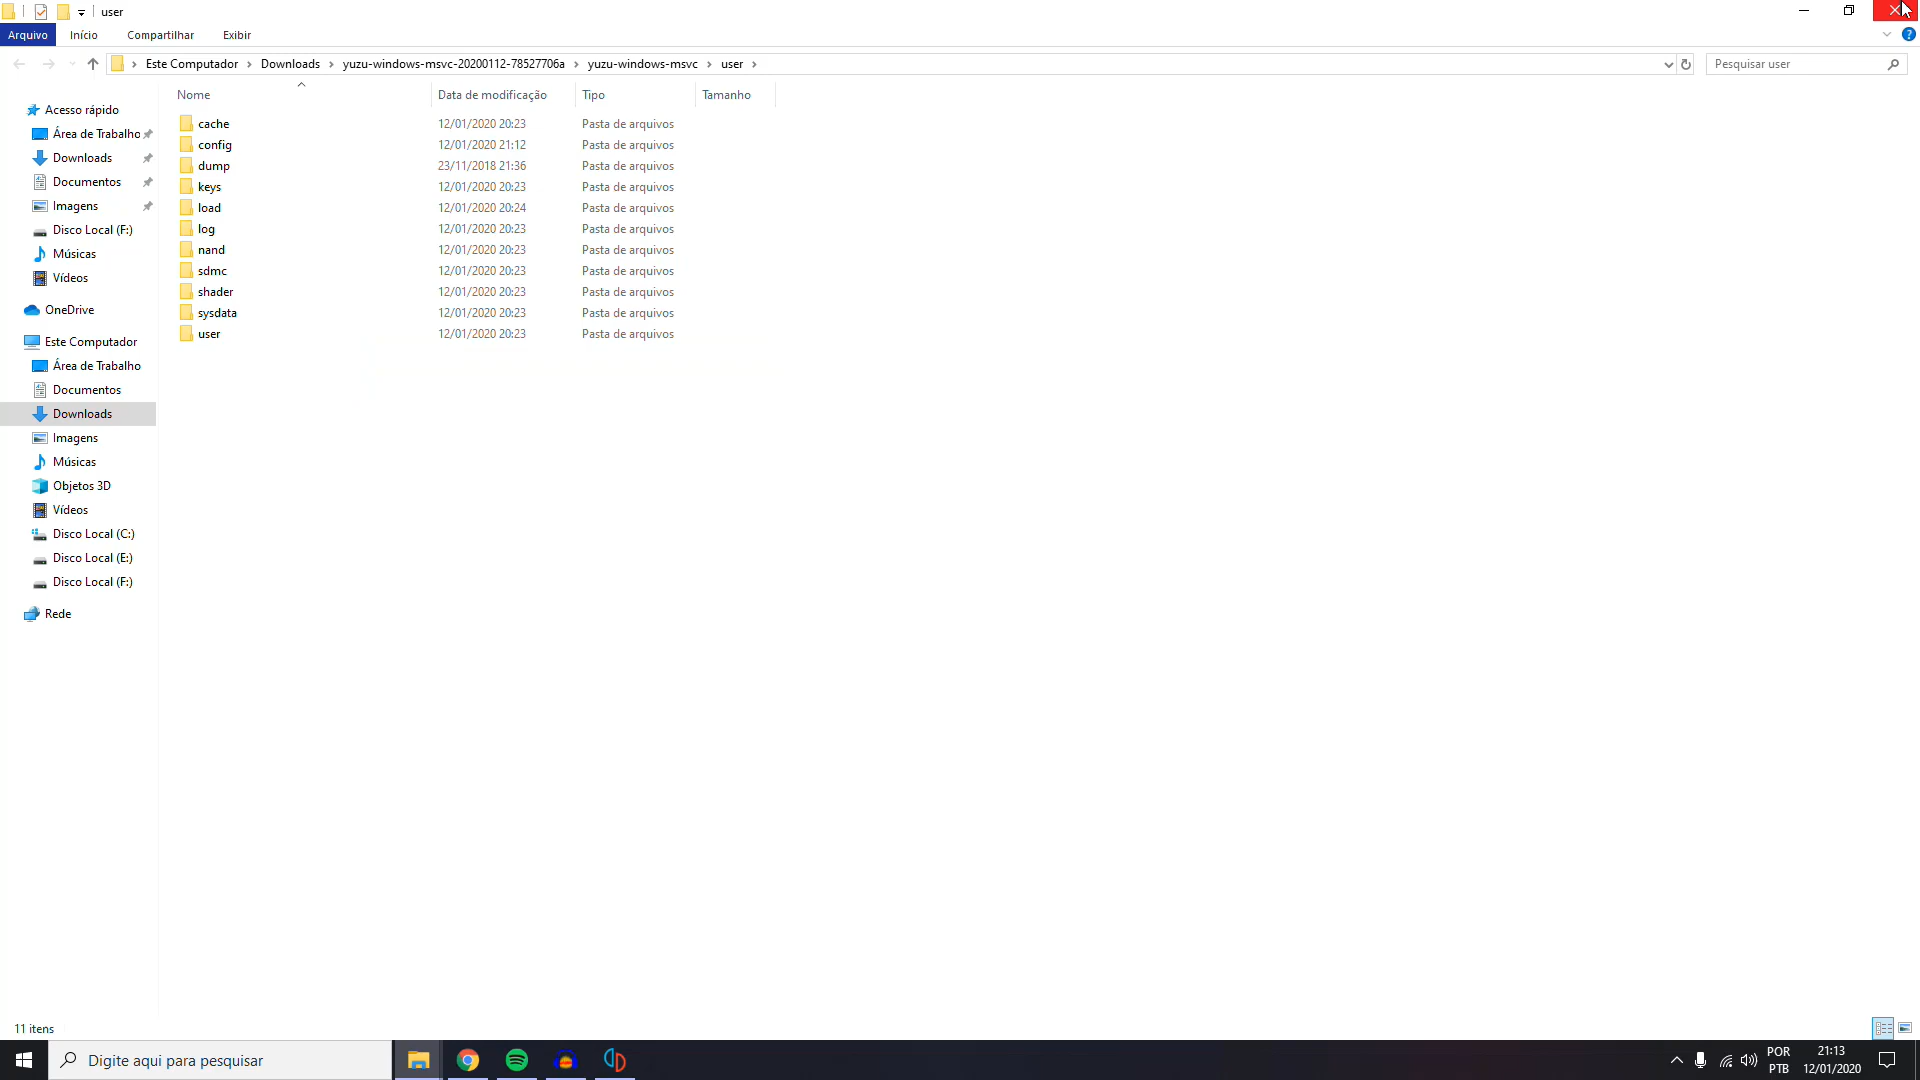 user
Arquivo Início Compartilhar Exibir
Este Computador Downloads yuzu-windows-msvc-20200112-78527706a yuzu-windows-msvc user Pesquisar user
Nome Data de modificação Tipo Tamanho
Acesso rápido
Área de Trabalho
Downloads
Documentos
Imagens
Disco Local (F:)
Músicas
Vídeos
OneDrive
Este Computador
Área de Trabalho
Documentos
Downloads
Imagens
Músicas
Objetos 3D
Vídeos
Disco Local (C:)
Disco Local (E:)
Disco Local (F:)
Rede
cache 12/01/2020 20:23 Pasta de arquivos
config 12/01/2020 21:12 Pasta de arquivos
dump 23/11/2018 21:36 Pasta de arquivos
keys 12/01/2020 20:23 Pasta de arquivos
load 12/01/2020 20:24 Pasta de arquivos
log 12/01/2020 20:23 Pasta de arquivos
nand 12/01/2020 20:23 Pasta de arquivos
sdmc 12/01/2020 20:23 Pasta de arquivos
shader 12/01/2020 20:23 Pasta de arquivos
sysdata 12/01/2020 20:23 Pasta de arquivos
user 12/01/2020 20:23 Pasta de arquivos
11 itens
Digite aqui para pesquisar
POR 21:13
PTB 12/01/2020